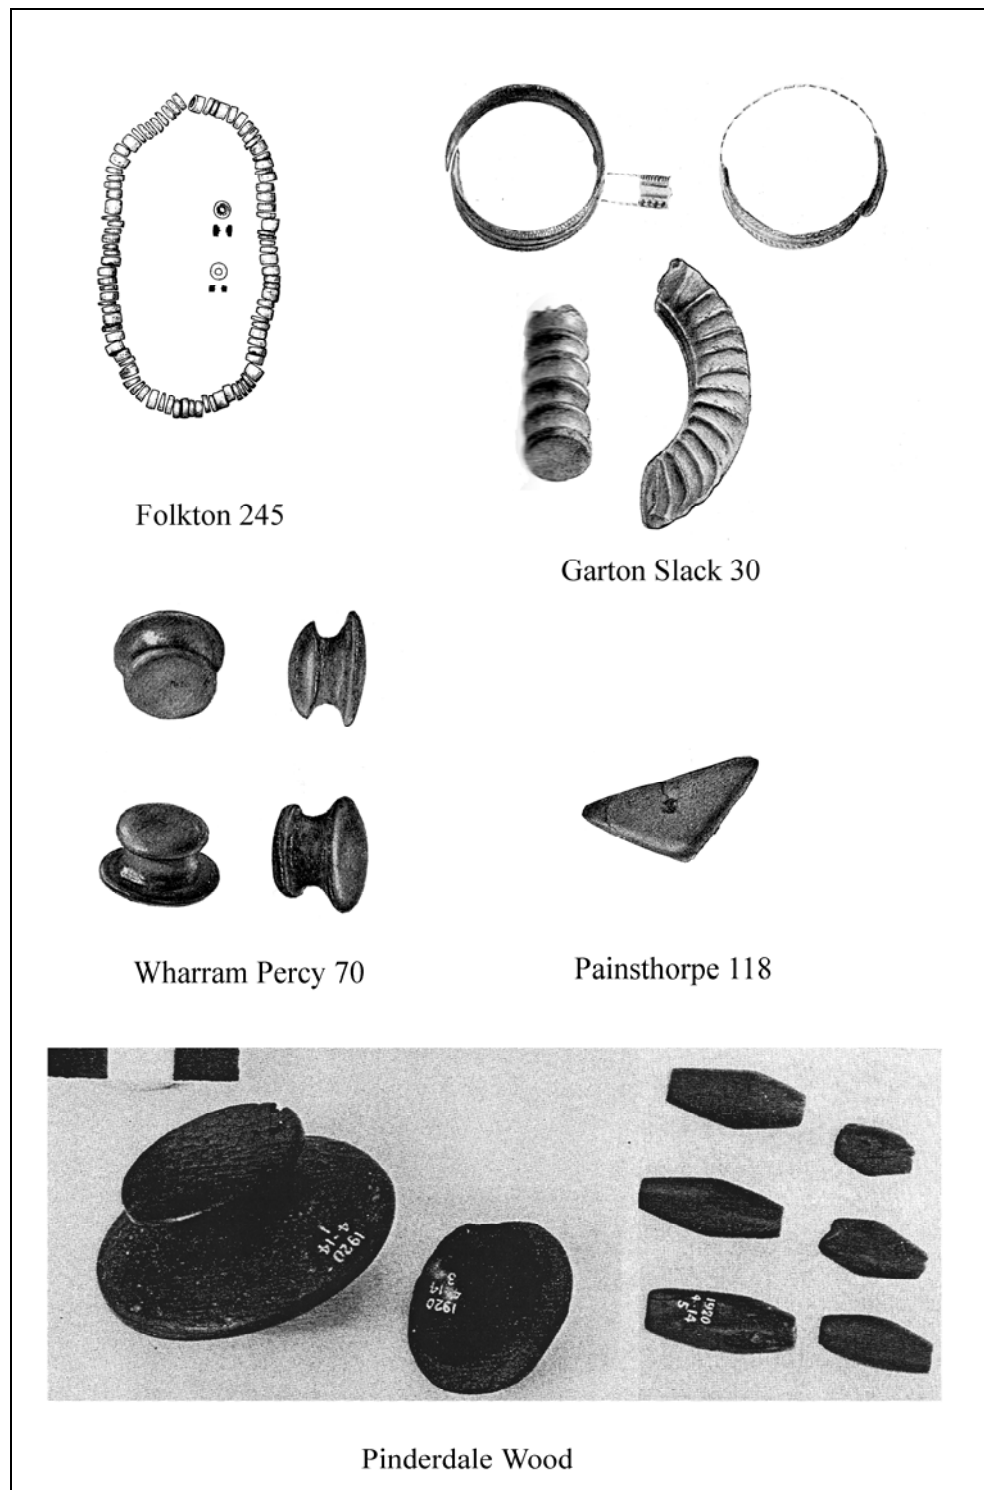 Folkton 245
Garton Slack 30
Wharram Percy 70
Painsthorpe 118
1920
4-14
1
1920
4·14
3
1920
4·14
5
Pinderdale Wood